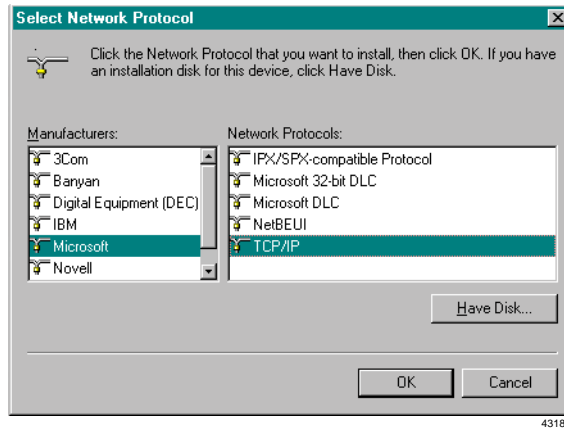 Select Network Protocol
Click the Network Protocol that you want to install, then click OK. If you have
an installation disk for this device, click Have Disk.
Manufacturers:
3Com
Banyan
Digital Equipment (DEC)
IBM
Microsoft
Novell
Network Protocols:
IPX/SPX-compatible Protocol
Microsoft 32-bit DLC
Microsoft DLC
NetBEUI
TCP/IP
Have Disk...
OK
Cancel
4318